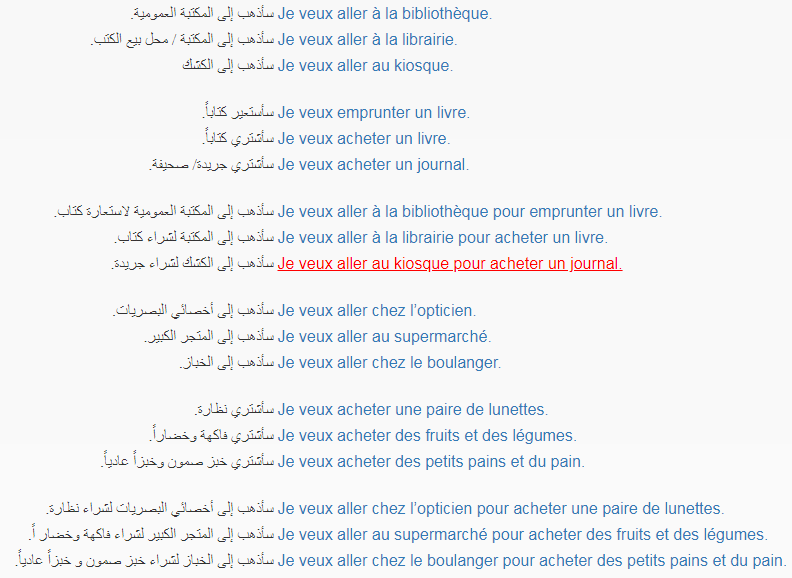 سأذهب إلى المكتبة العمومية. Je veux aller à la bibliothèque.
سأذهب إلى المكتبة / محل بيع الكتب. Je veux aller à la librairie.
سأذهب إلى الكشك Je veux aller au kiosque.
سأستعير كتاباً. Je veux emprunter un livre.
سأشتري كتاباً. Je veux acheter un livre.
سأشتري جريدة/ صحيفة. Je veux acheter un journal.
سأذهب إلى المكتبة العمومية لاستعارة كتاب. Je veux aller à la bibliothèque pour emprunter un livre.
سأذهب إلى المكتبة لشراء كتاب. Je veux aller à la librairie pour acheter un livre.
سأذهب إلى الكشك لشراء جريدة. Je veux aller au kiosque pour acheter un journal.
سأذهب إلى أخصائي البصريات. Je veux aller chez l’opticien.
سأذهب إلى المتجر الكبير. Je veux aller au supermarché.
سأذهب إلى الخباز. Je veux aller chez le boulanger.
سأشتري نظارة. Je veux acheter une paire de lunettes.
سأشتري فاكهة وخضاراً. Je veux acheter des fruits et des légumes.
سأشتري خبز صمون وخبزاً عادياً. Je veux acheter des petits pains et du pain.
سأذهب إلى أخصائي البصريات لشراء نظارة. Je veux aller chez l’opticien pour acheter une paire de lunettes.
سأذهب إلى المتجر الكبير لشراء فاكهة وخضار اً. Je veux aller au supermarché pour acheter des fruits et des légumes.
سأذهب إلى الخباز لشراء خبز صمون و خبزاً عادياً. Je veux aller chez le boulanger pour acheter des petits pains et du pain.